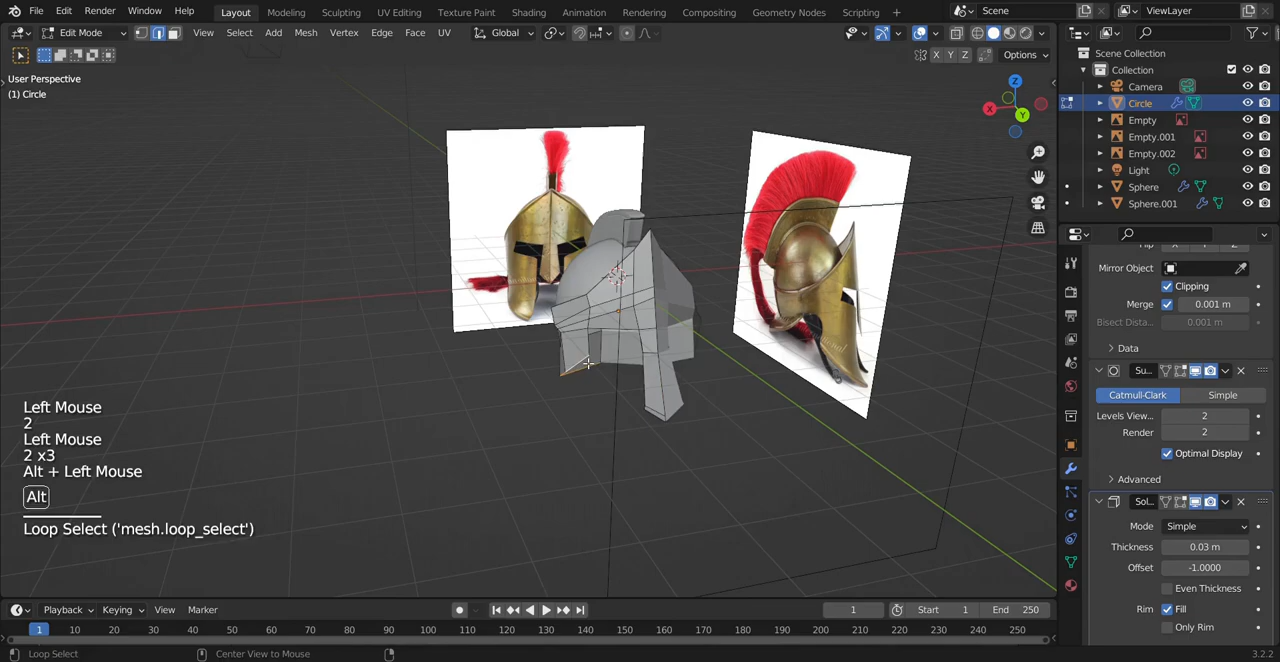 File Edit Render Window Help Layout Modeling Sculpting UV Editing Texture Paint Shading Animation Rendering Compositing Geometry Nodes Scripting + Scene ViewLayer
Edit Mode View Select Add Mesh Vertex Edge Face UV Global
X Y Z Options
User Perspective
(1) Circle
Z
X
Y
Scene Collection
Collection
Camera
Circle
Empty
Empty.001
Empty.002
Light
Sphere
Sphere.001
Mirror Object
Clipping
Merge 0.001 m
Bisect Dista... 0.001 m
Data
Su...
Catmull-Clark Simple
Levels View... 2
Render 2
Optimal Display
Advanced
Sol...
Mode Simple
Thickness 0.03 m
Offset -1.0000
Even Thickness
Rim Fill
Only Rim
Left Mouse
2
Left Mouse
2 x3
Alt + Left Mouse
Alt
Loop Select ('mesh.loop_select')
Playback Keying View Marker 1 Start 1 End 250
1 10 20 30 40 50 60 70 80 90 100 110 120 130 140 150 160 170 180 190 200 210 220 230 240 250
Loop Select Center View to Mouse 3.2.2